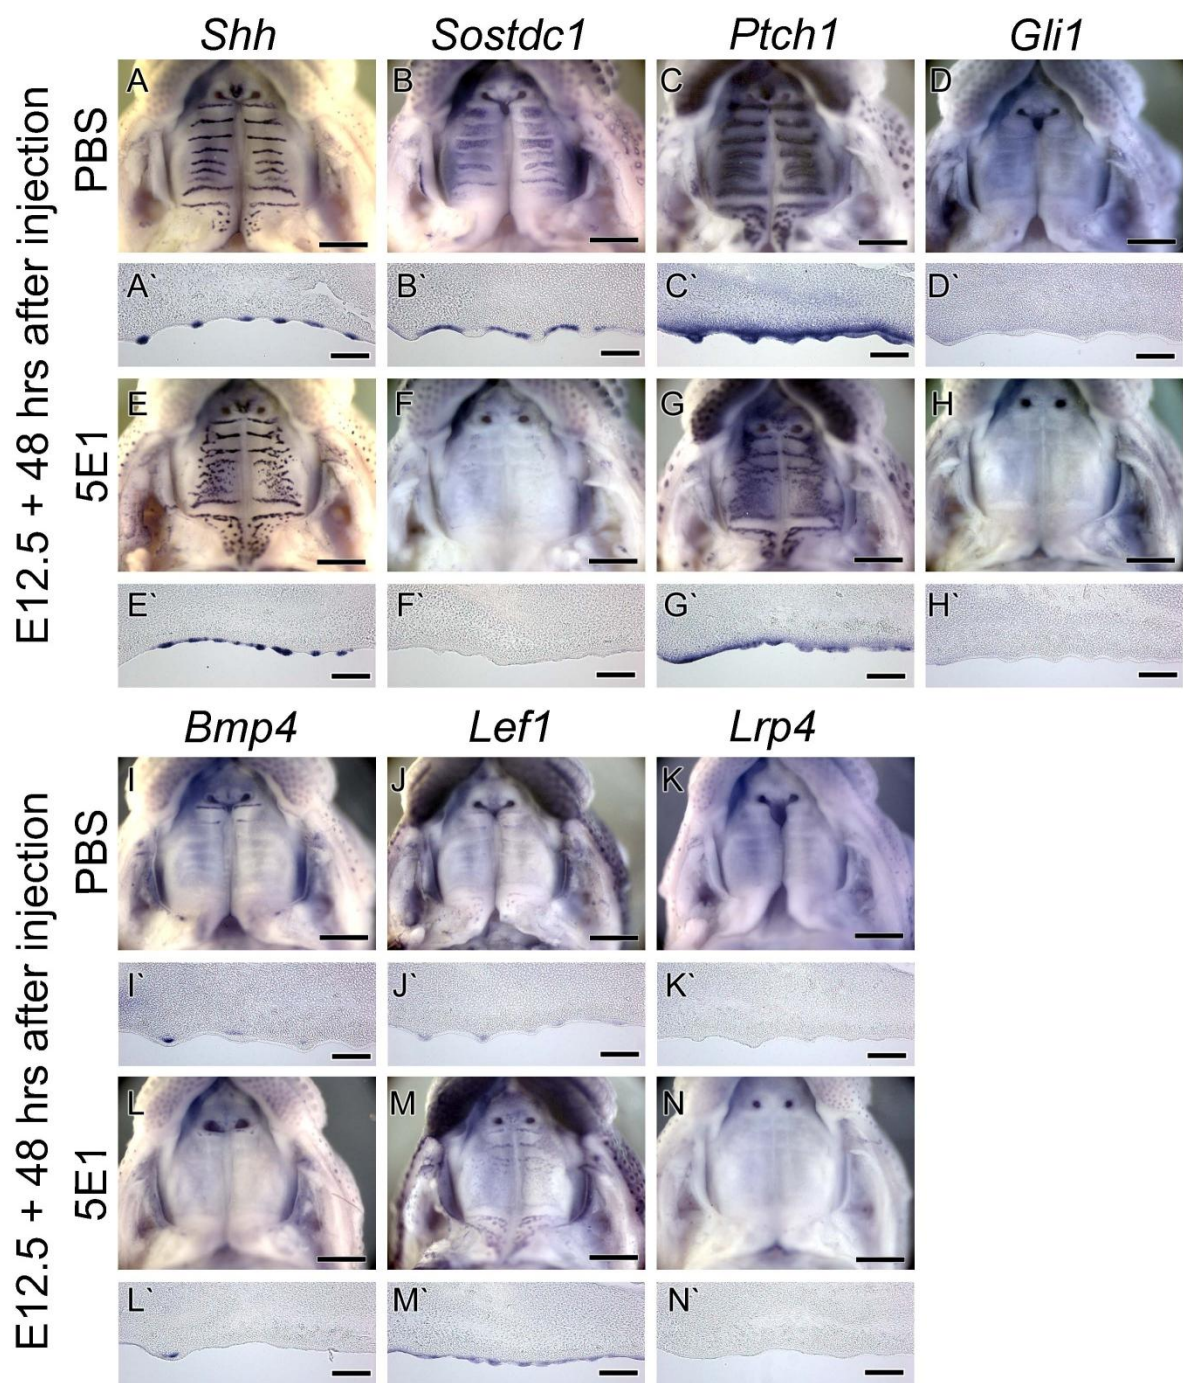 Shh Sostdc1 Ptch1 Gli1
E12.5 + 48 hrs after injection
PBS
A B C D
A` B` C` D`
5E1
E F G H
E` F` G` H`
Bmp4 Lef1 Lrp4
E12.5 + 48 hrs after injection
PBS
I J K
I` J` K`
5E1
L M N
L` M` N`